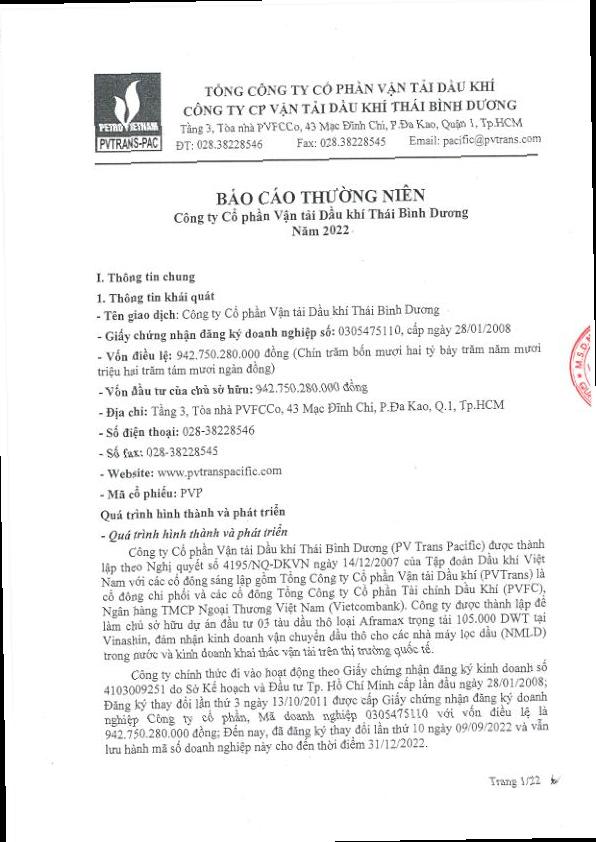 PETROVIETNAM
PVTRANS-PAC
TỔNG CÔNG TY CỔ PHẦN VẬN TẢI DẦU KHÍ
CÔNG TY CP VẬN TẢI DẦU KHÍ THÁI BÌNH DƯƠNG
Tầng 3, Tòa nhà PVFCCo, 43 Mạc Đĩnh Chi, P.Đa Kao, Quận 1, Tp.HCM
ĐT: 028.38228546 Fax: 028.38228545 Email: pacific@pvtrans.com
BÁO CÁO THƯỜNG NIÊN
Công ty Cổ phần Vận tải Dầu khí Thái Bình Dương
Năm 2022
I. Thông tin chung
1. Thông tin khái quát
- Tên giao dịch: Công ty Cổ phần Vận tải Dầu khí Thái Bình Dương
- Giấy chứng nhận đăng ký doanh nghiệp số: 0305475110, cấp ngày 28/01/2008
- Vốn điều lệ: 942.750.280.000 đồng (Chín trăm bốn mươi hai tỷ bảy trăm năm mươi
triệu hai trăm tám mươi ngàn đồng)
- Vốn đầu tư của chủ sở hữu: 942.750.280.000 đồng
- Địa chỉ: Tầng 3, Tòa nhà PVFCCo, 43 Mạc Đĩnh Chi, P.Đa Kao, Q.1, Tp.HCM
- Số điện thoại: 028-38228546
- Số fax: 028-38228545
- Website: www.pvtranspacific.com
- Mã cổ phiếu: PVP
Quá trình hình thành và phát triển
- Quá trình hình thành và phát triển
Công ty Cổ phần Vận tải Dầu khí Thái Bình Dương (PV Trans Pacific) được thành
lập theo Nghị quyết số 4195/NQ-DKVN ngày 14/12/2007 của Tập đoàn Dầu khí Việt
Nam với các cổ đông sáng lập gồm Tổng Công ty Cổ phần Vận tải Dầu khí (PVTrans) là
cổ đông chi phối và các cổ đông Tổng Công ty Cổ phần Tài chính Dầu Khí (PVFC),
Ngân hàng TMCP Ngoại Thương Việt Nam (Vietcombank). Công ty được thành lập để
làm chủ sở hữu dự án đầu tư 03 tàu dầu thô loại Aframax trọng tải 105.000 DWT tại
Vinashin, đảm nhận kinh doanh vận chuyển dầu thô cho các nhà máy lọc dầu (NMLD)
trong nước và kinh doanh khai thác vận tải trên thị trường quốc tế.
Công ty chính thức đi vào hoạt động theo Giấy chứng nhận đăng ký kinh doanh số
4103009251 do Sở Kế hoạch và Đầu tư Tp. Hồ Chí Minh cấp lần đầu ngày 28/01/2008;
Đăng ký thay đổi lần thứ 3 ngày 13/10/2011 được cấp Giấy chứng nhận đăng ký doanh
nghiệp Công ty cổ phần, Mã doanh nghiệp 0305475110 với vốn điều lệ là
942.750.280.000 đồng; Đến nay, đã đăng ký thay đổi lần thứ 10 ngày 09/09/2022 và vẫn
lưu hành mã số doanh nghiệp này cho đến thời điểm 31/12/2022.
Trang 1/22